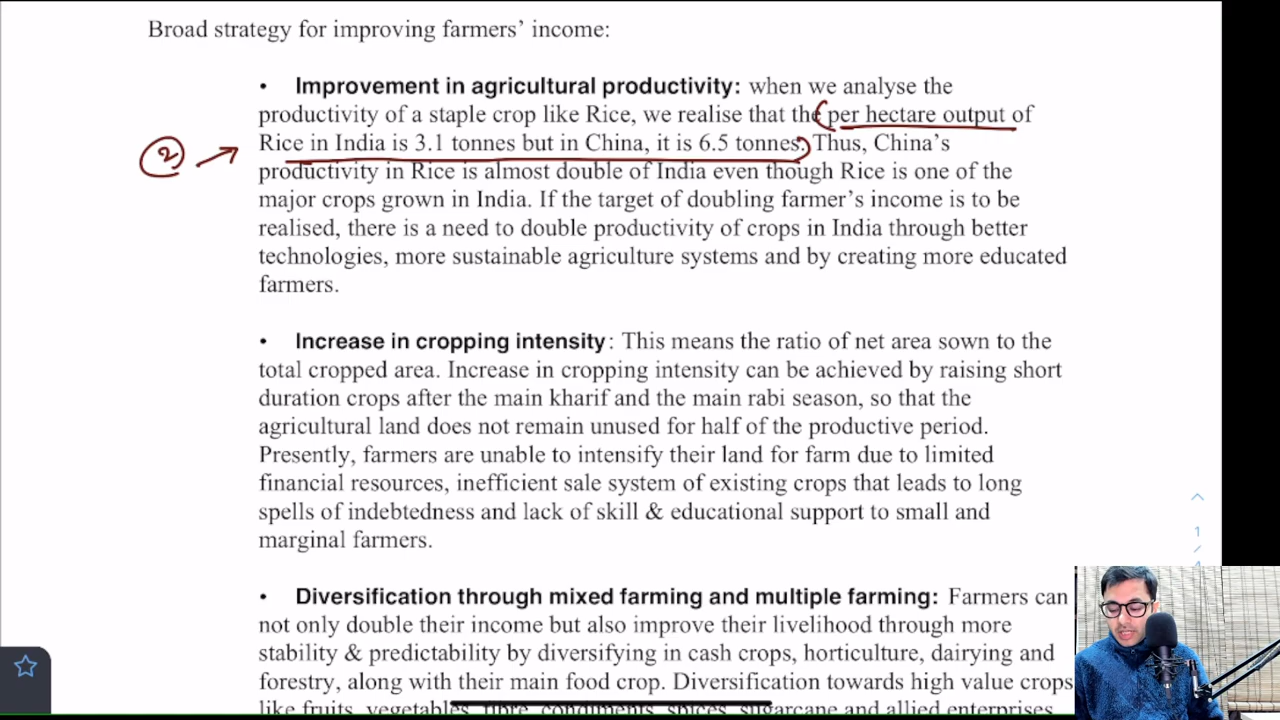 Broad strategy for improving farmers’ income:
• Improvement in agricultural productivity: when we analyse the
productivity of a staple crop like Rice, we realise that the per hectare output of
Rice in India is 3.1 tonnes but in China, it is 6.5 tonnes. Thus, China’s
2
productivity in Rice is almost double of India even though Rice is one of the
major crops grown in India. If the target of doubling farmer’s income is to be
realised, there is a need to double productivity of crops in India through better
technologies, more sustainable agriculture systems and by creating more educated
farmers.
• Increase in cropping intensity: This means the ratio of net area sown to the
total cropped area. Increase in cropping intensity can be achieved by raising short
duration crops after the main kharif and the main rabi season, so that the
agricultural land does not remain unused for half of the productive period.
Presently, farmers are unable to intensify their land for farm due to limited
financial resources, inefficient sale system of existing crops that leads to long
spells of indebtedness and lack of skill & educational support to small and
marginal farmers.
• Diversification through mixed farming and multiple farming: Farmers can
not only double their income but also improve their livelihood through more
stability & predictability by diversifying in cash crops, horticulture, dairying and
forestry, along with their main food crop. Diversification towards high value crops
like fruits, vegetables, fibre, condiments, spices, sugarcane and allied enterprises
1
/